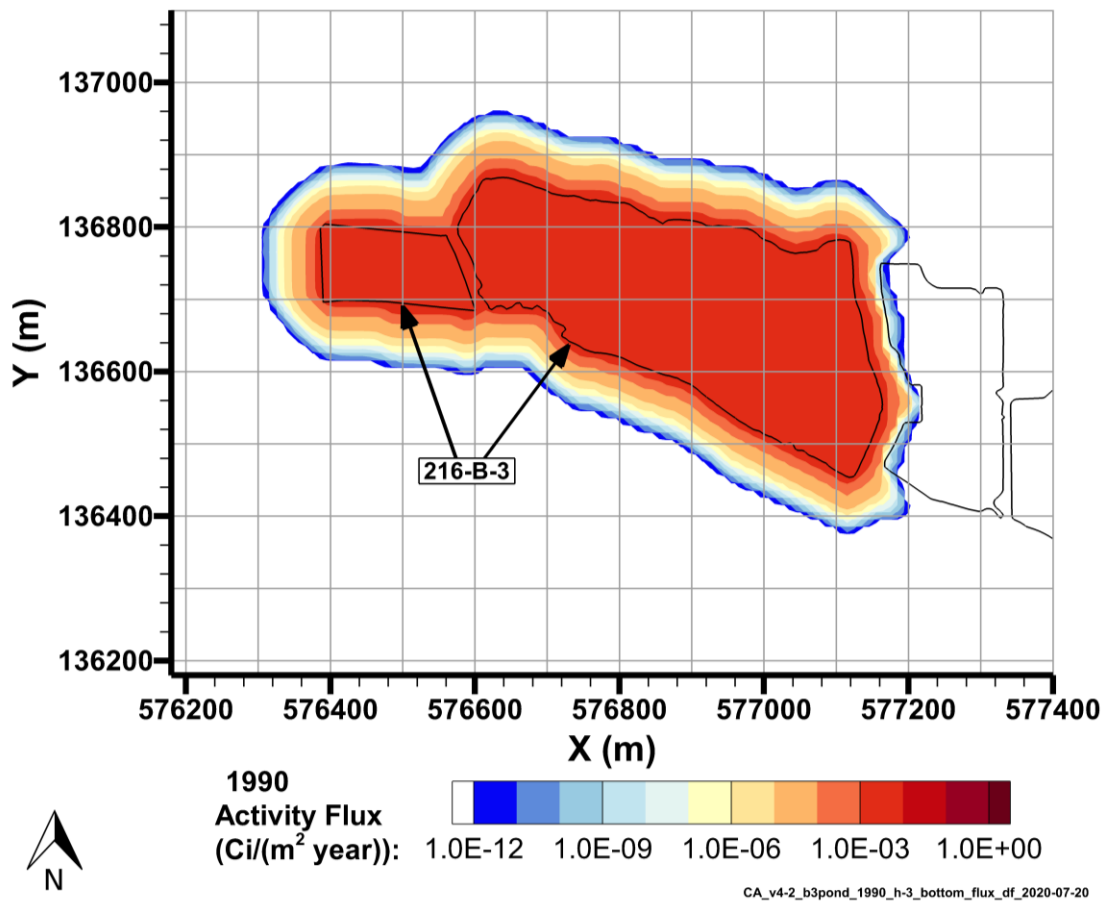 137000
136800
136600
136400
136200
Y (m)
216-B-3
576200 576400 576600 576800 577000 577200 577400
X (m)
1990
Activity Flux
(Ci/(m² year)):
1.0E-12 1.0E-09 1.0E-06 1.0E-03 1.0E+00
N
CA_v4-2_b3pond_1990_h-3_bottom_flux_df_2020-07-20